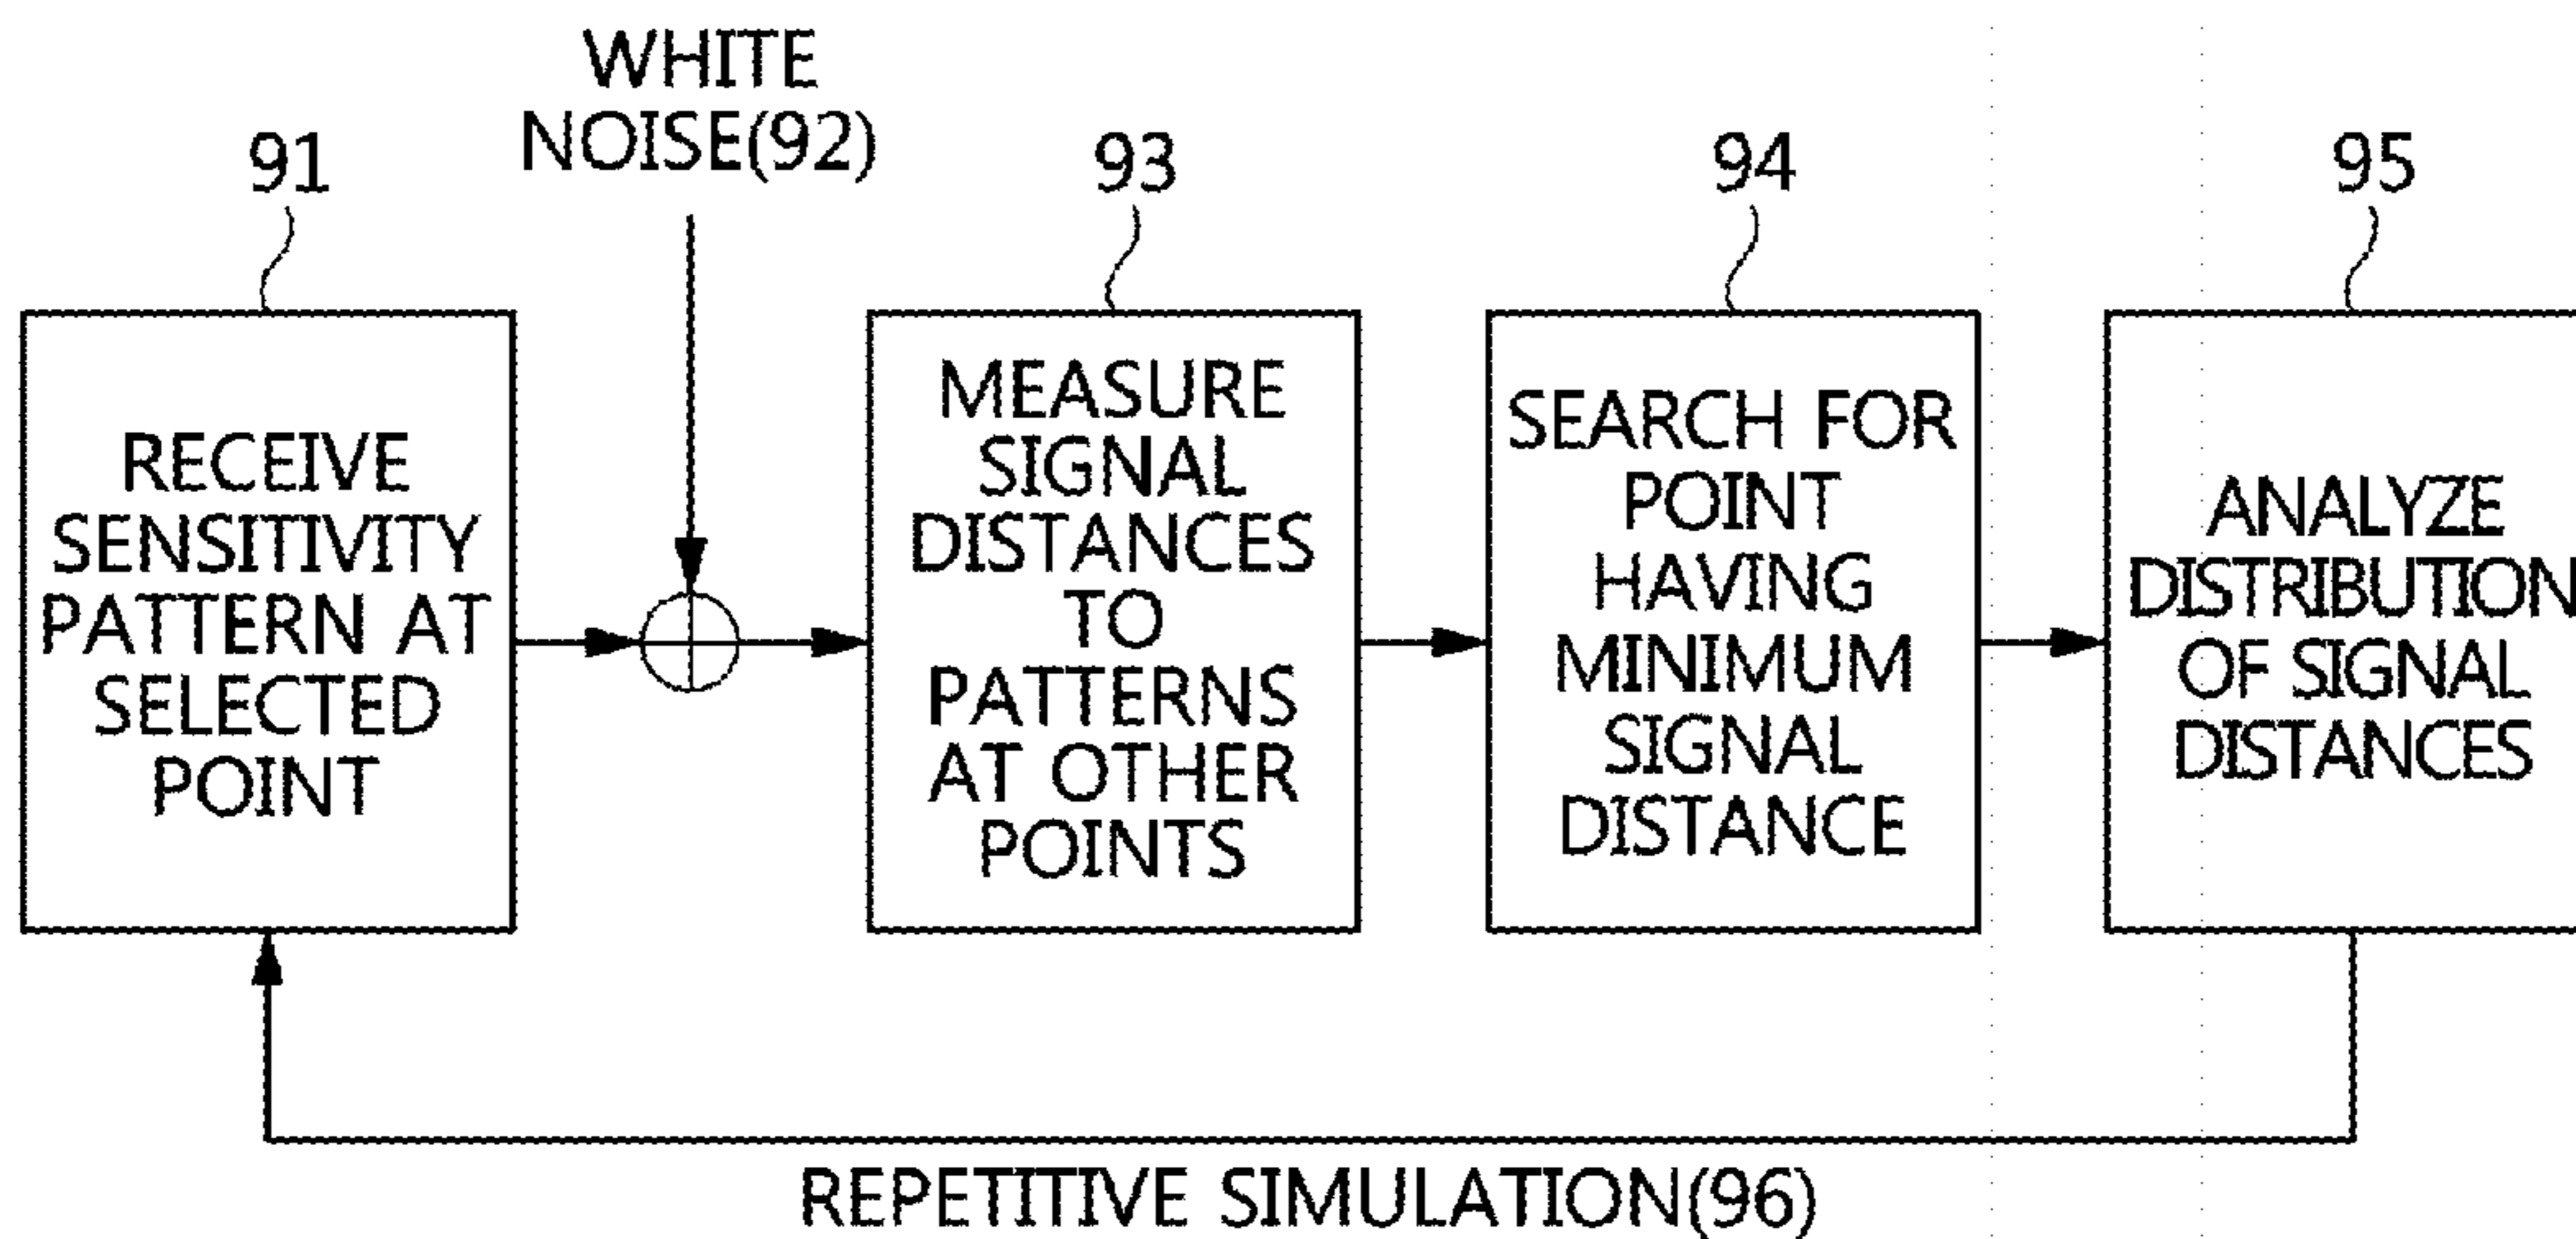 WHITE
NOISE(92)
91
93
94
95
RECEIVE
SENSITIVITY
PATTERN AT
SELECTED
POINT
MEASURE
SIGNAL
DISTANCES
TO
PATTERNS
AT OTHER
POINTS
SEARCH FOR
POINT
HAVING
MINIMUM
SIGNAL
DISTANCE
ANALYZE
DISTRIBUTION
OF SIGNAL
DISTANCES
REPETITIVE SIMULATION(96)